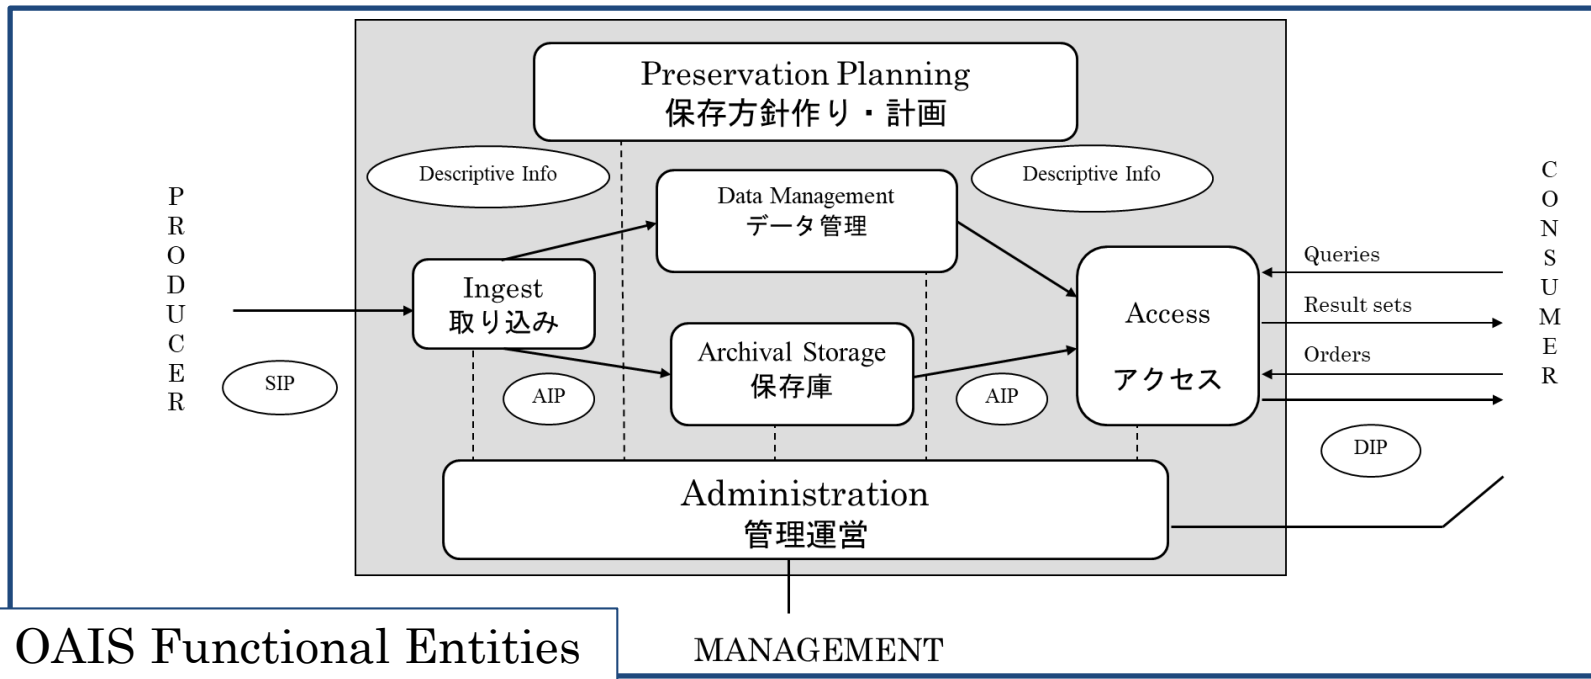 Preservation Planning
保存方針作り・計画
Descriptive Info
Descriptive Info
Data Management
データ管理
PRODUCER
CONSUMER
Ingest
取り込み
Queries
Access
アクセス
Result sets
Archival Storage
保存庫
Orders
SIP
AIP
AIP
DIP
Administration
管理運営
OAIS Functional Entities
MANAGEMENT